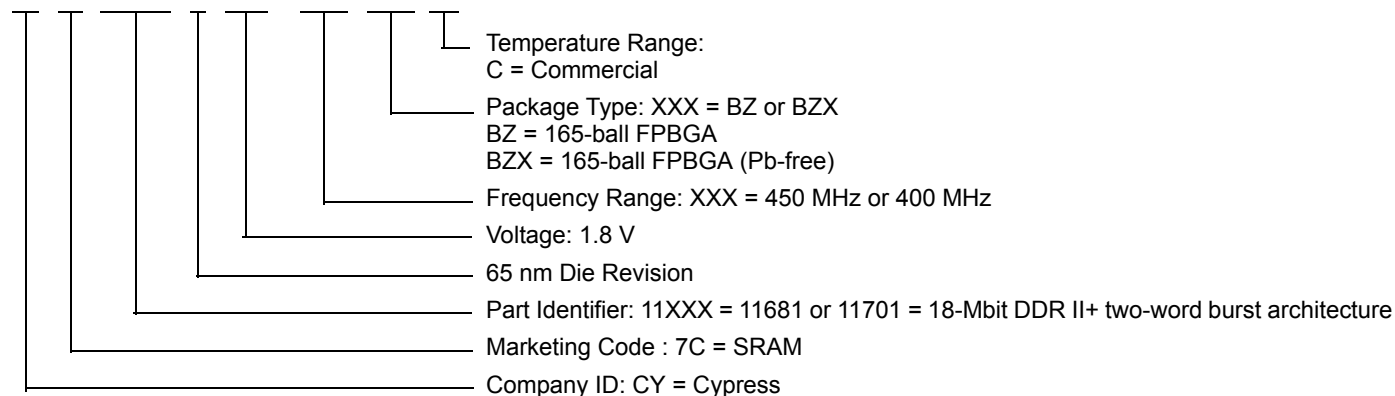 Temperature Range:
C = Commercial
Package Type: XXX = BZ or BZX
BZ = 165-ball FPBGA
BZX = 165-ball FPBGA (Pb-free)
Frequency Range: XXX = 450 MHz or 400 MHz
Voltage: 1.8 V
65 nm Die Revision
Part Identifier: 11XXX = 11681 or 11701 = 18-Mbit DDR II+ two-word burst architecture
Marketing Code : 7C = SRAM
Company ID: CY = Cypress